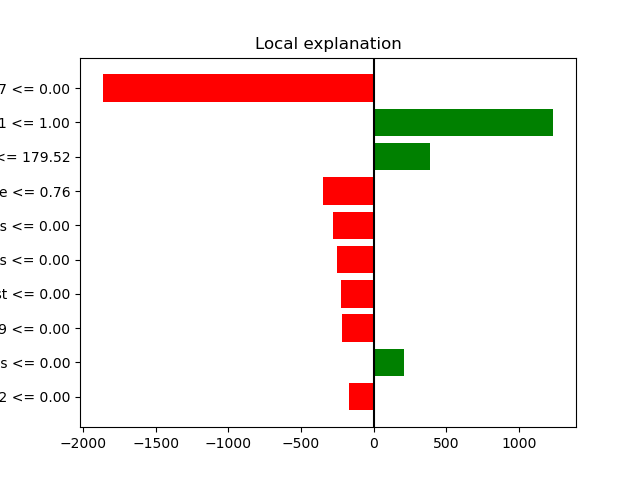 Local explanation
7 <= 0.00
1 <= 1.00
<= 179.52
e <= 0.76
s <= 0.00
s <= 0.00
st <= 0.00
9 <= 0.00
s <= 0.00
2 <= 0.00
−2000 −1500 −1000 −500 0 500 1000